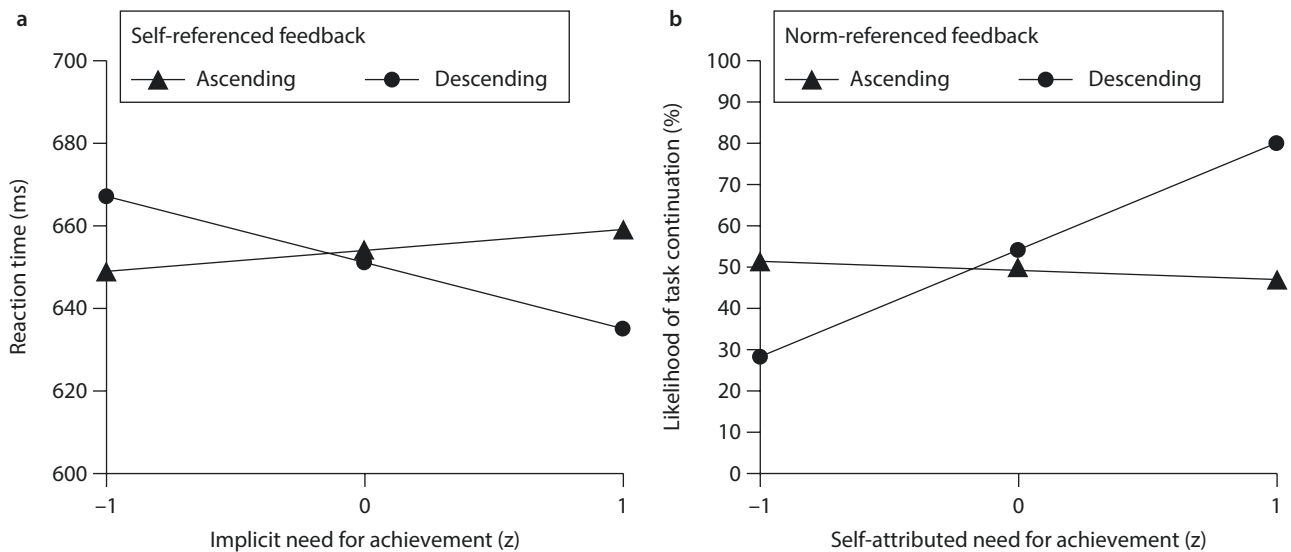 a
Self-referenced feedback
Ascending
Descending
700
680
660
640
620
600
Reaction time (ms)
–1
0
1
Implicit need for achievement (z)
b
Norm-referenced feedback
Ascending
Descending
100
90
80
70
60
50
40
30
20
10
0
Likelihood of task continuation (%)
–1
0
1
Self-attributed need for achievement (z)